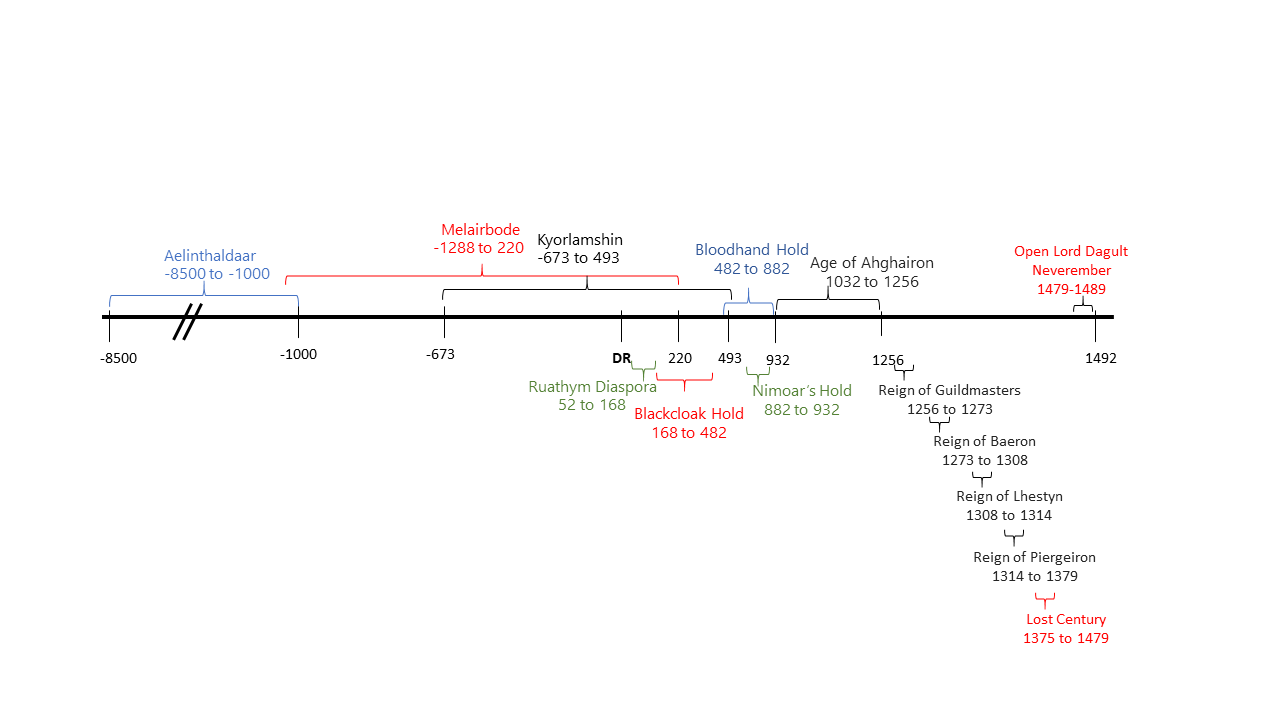 Melairbode
-1288 to 220
Kyorlamshin
-673 to 493
Aelinthaldaar
-8500 to -1000
Bloodhand Hold
482 to 882
Age of Ahghairon
1032 to 1256
Open Lord Dagult
Neverember
1479-1489
-8500
-1000
-673
DR
220
493
932
1256
1492
Ruathym Diaspora
52 to 168
Blackcloak Hold
168 to 482
Nimoar's Hold
882 to 932
Reign of Guildmasters
1256 to 1273
Reign of Baeron
1273 to 1308
Reign of Lhestyn
1308 to 1314
Reign of Piergeiron
1314 to 1379
Lost Century
1375 to 1479